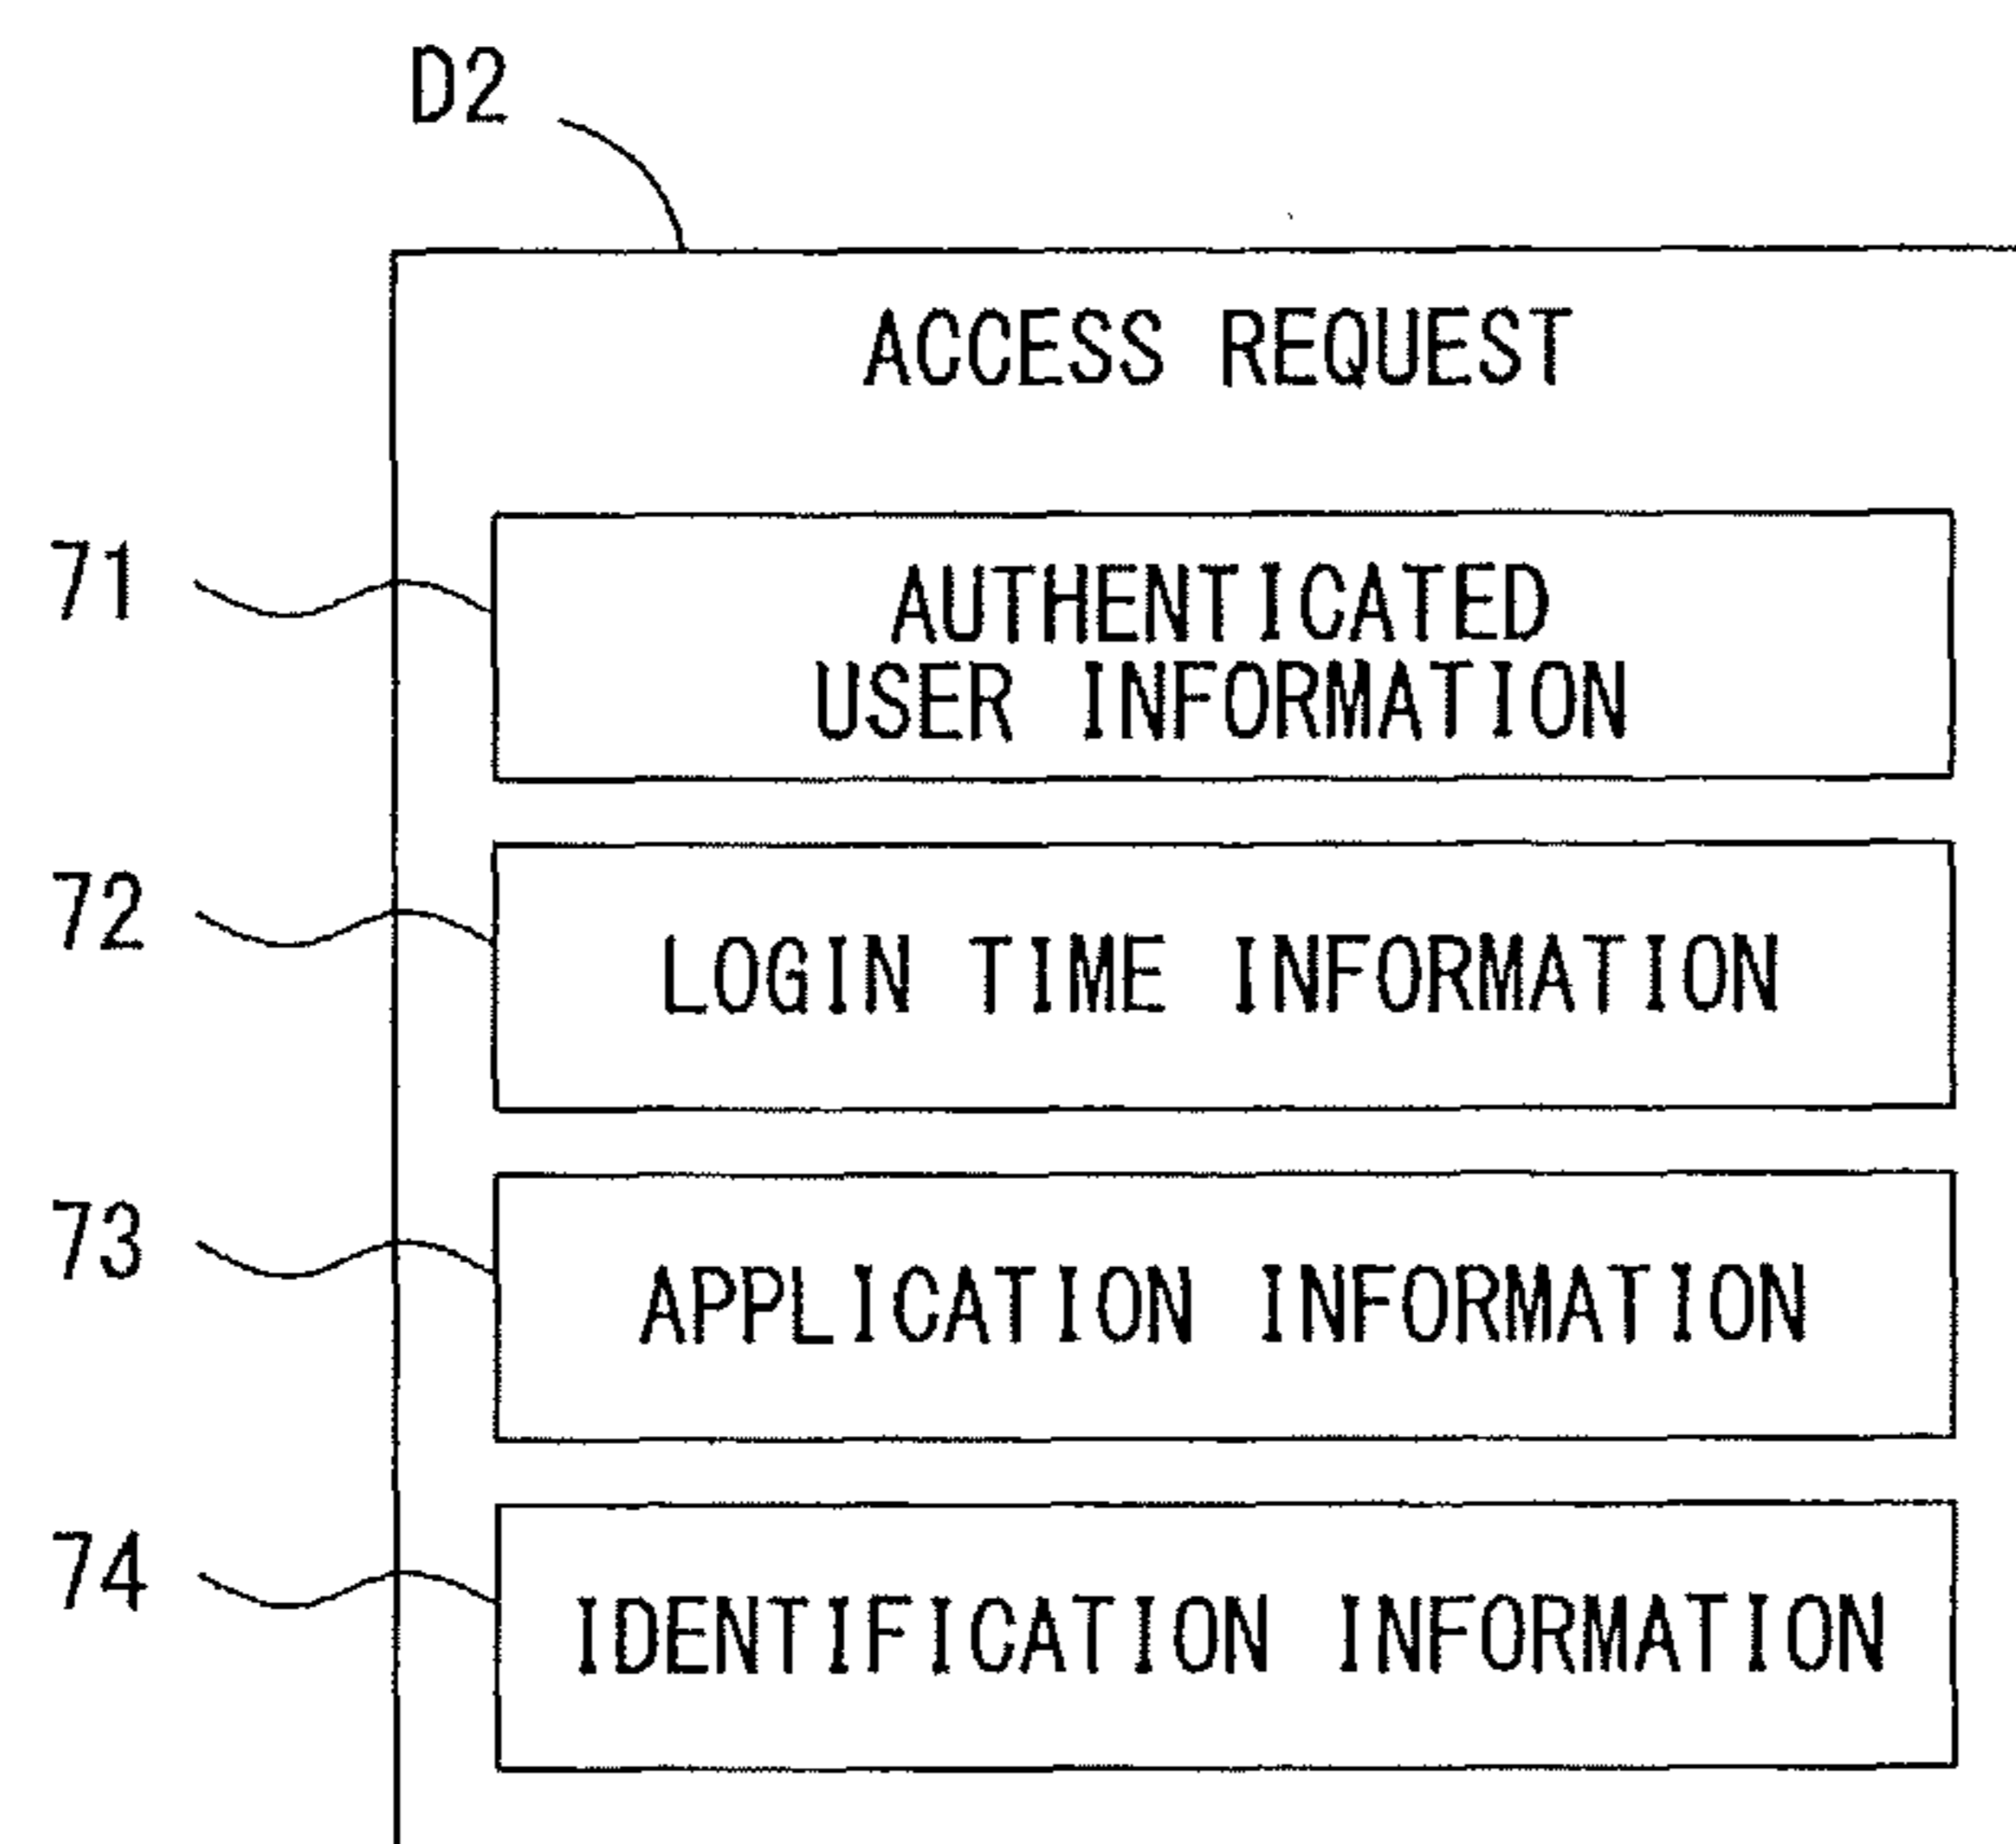 D2
ACCESS REQUEST
71
AUTHENTICATED
USER INFORMATION
72
LOGIN TIME INFORMATION
73
APPLICATION INFORMATION
74
IDENTIFICATION INFORMATION